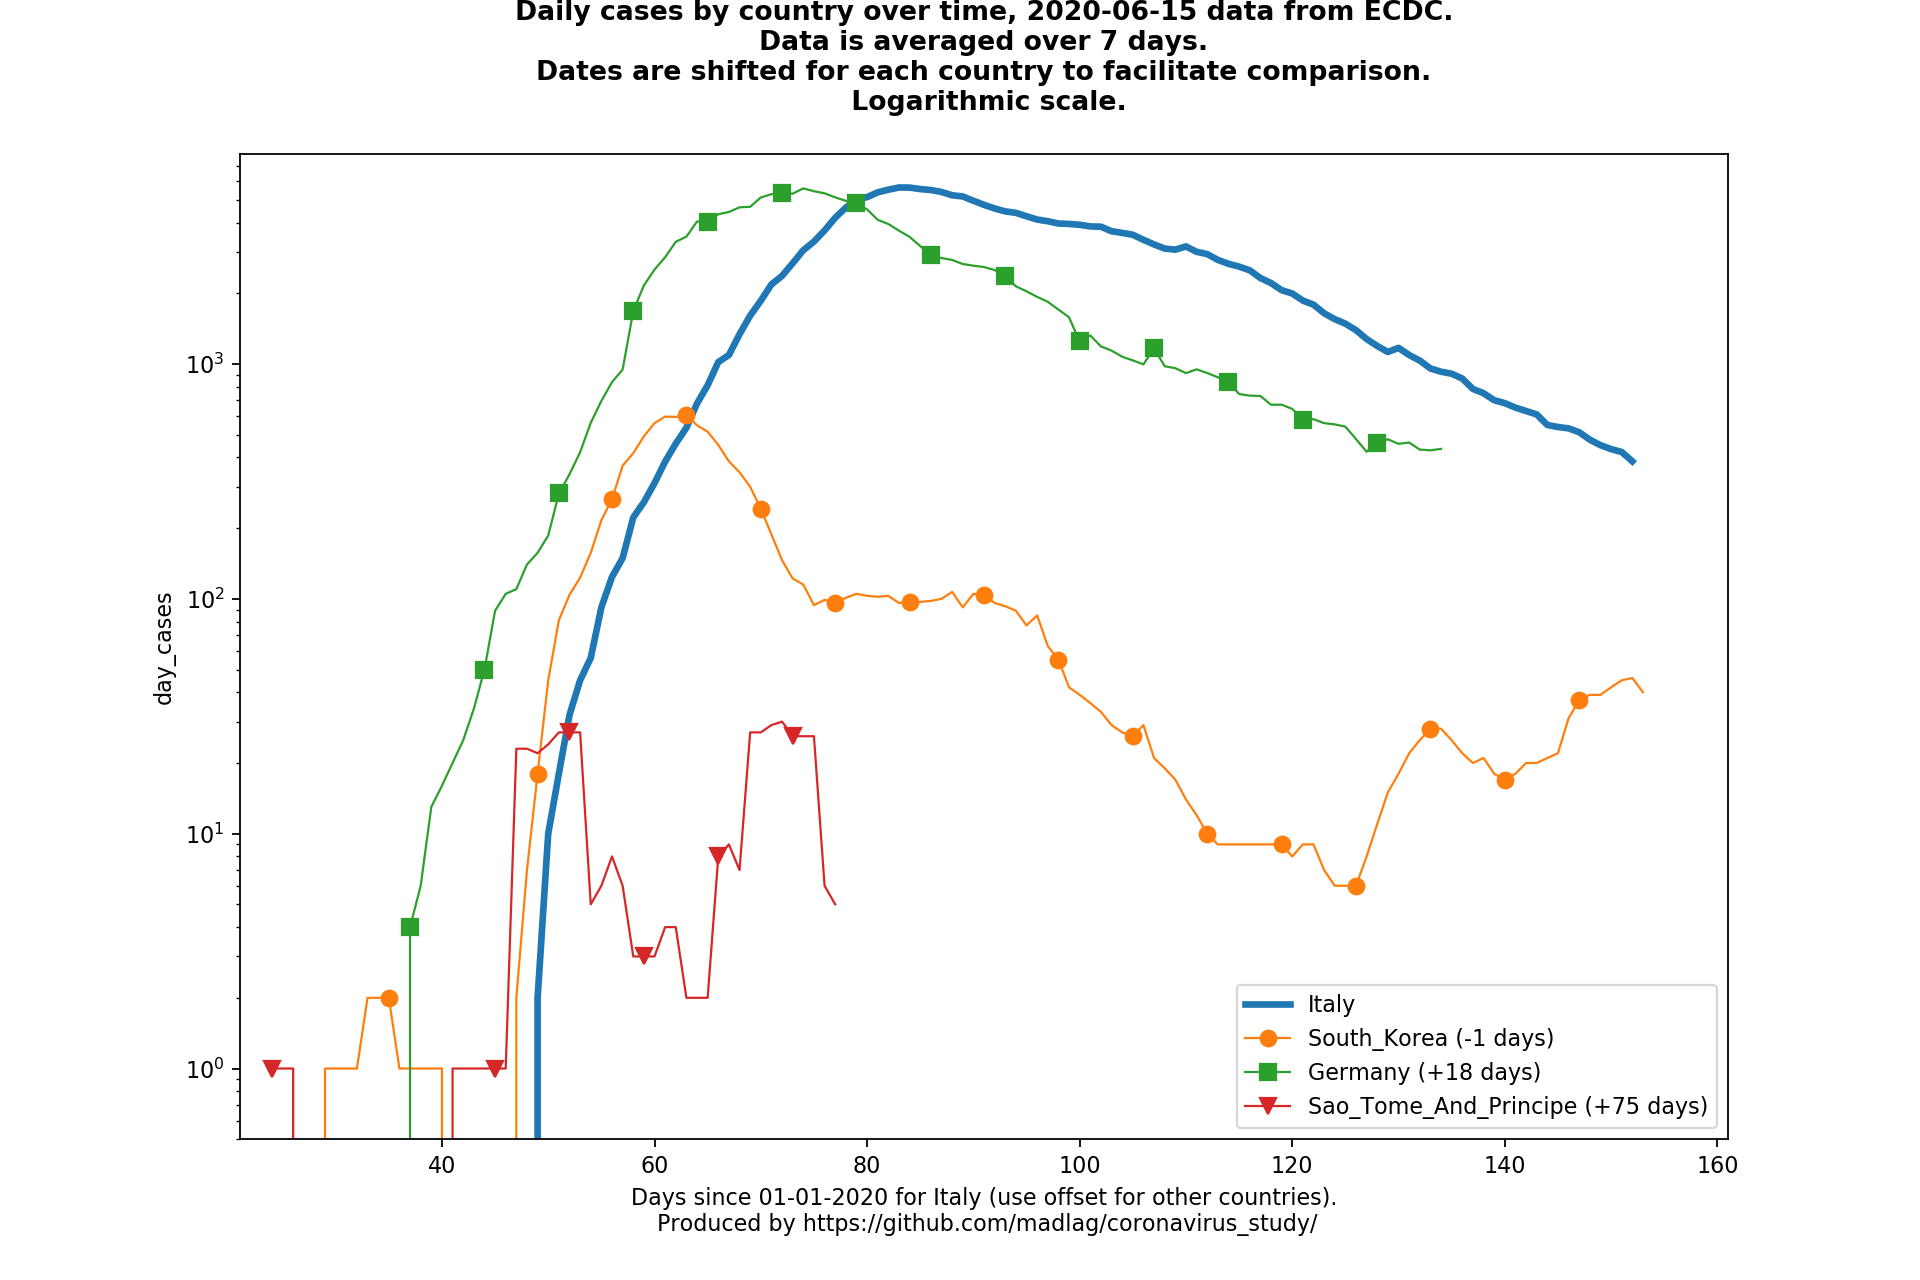 Daily cases by country over time, 2020-06-15 data from ECDC.
Data is averaged over 7 days.
Dates are shifted for each country to facilitate comparison.
Logarithmic scale.
day_cases
10³
10²
10¹
10⁰
40 60 80 100 120 140 160
Italy
South_Korea (-1 days)
Germany (+18 days)
Sao_Tome_And_Principe (+75 days)
Days since 01-01-2020 for Italy (use offset for other countries).
Produced by https://github.com/madlag/coronavirus_study/